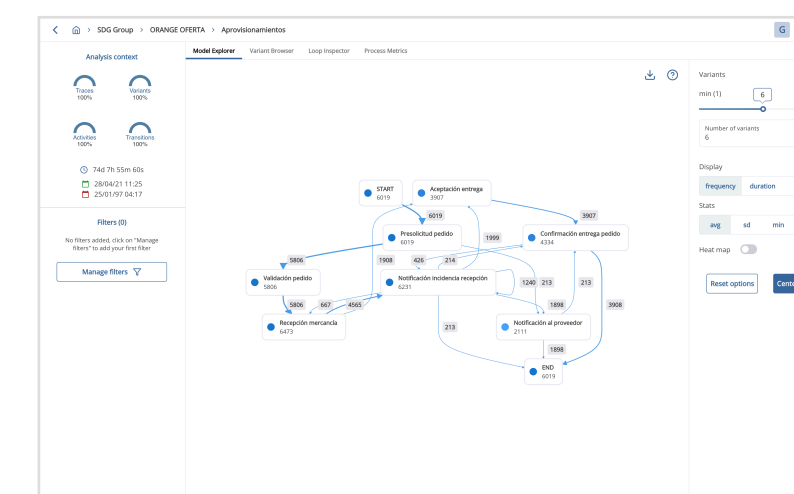 SDG Group > ORANGE OFERTA > Aprovisionamientos
G
Analysis context
Traces
100%
Variants
100%
Activities
100%
Transitions
100%
74d 7h 55m 60s
28/04/21 11:25
25/01/97 04:17
Filters (0)
No filters added, click on "Manage
filters" to add your first filter
Manage filters
Model Explorer
Variant Browser
Loop Inspector
Process Metrics
START
6019
Aceptación entrega
3907
6019
3907
Presolicitud pedido
6019
1999
Confirmación entrega pedido
4334
5806
1908
426
214
Validación pedido
5806
Notificación incidencia recepción
6231
1240
213
213
5806
667
4565
1898
3908
Recepción mercancía
6473
213
Notificación al proveedor
2111
1898
END
6019
Variants
min (1)
6
Number of variants
6
Display
frequency
duration
Stats
avg
sd
min
Heat map
Reset options
Cente